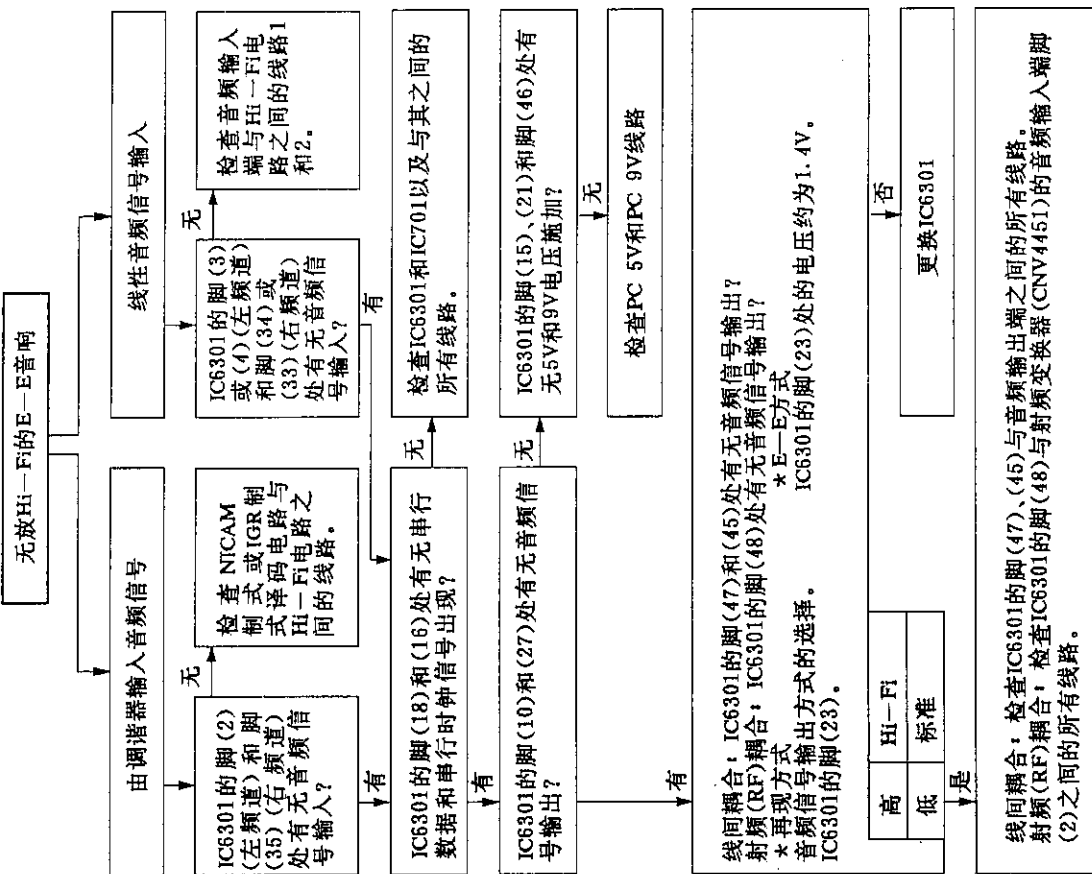 无放Hi—Fi的E—E音响
由调谐器输入音频信号
线性音频信号输入
IC6301的脚(2)
(左频道)和脚
(35)(右频道)
处有无音频信
号输入?
无
检查 NICAM
制式或IGR制
式译码电路与
Hi—Fi电路之
间的线路。
IC6301的脚(3)
或(4)(左频道)
和脚(34)或
(33)(右频道)
处有无音频信
号输入?
无
检查音频输入
端与Hi—Fi电
路之间的线路1
和2。
有
有
IC6301的脚(18)和(16)处有无串行
数据和串行时钟信号出现?
无
检查IC6301和IC701以及与其之间的
所有线路。
有
IC6301的脚(10)和(27)处有无音频信
号输出?
无
IC6301的脚(15)、(21)和脚(46)处有
无5V和9V电压施加?
无
检查PC 5V和PC 9V线路
有
线间耦合:IC6301的脚(47)和(45)处有无音频信号输出?
射频(RF)耦合:IC6301的脚(48)处有无音频信号输出?
*再现方式 *E—E方式
音频信号输出方式的选择。 IC6301的脚(23)处的电压约为1.4V。
IC6301的脚(23)。
高 Hi—Fi
低 标准
否
更换IC6301
是
线间耦合:检查IC6301的脚(47)、(45)与音频输出端之间的所有线路。
射频(RF)耦合:检查IC6301的脚(48)与射频变换器(CNV4451)的音频输入端脚
(2)之间的所有线路。